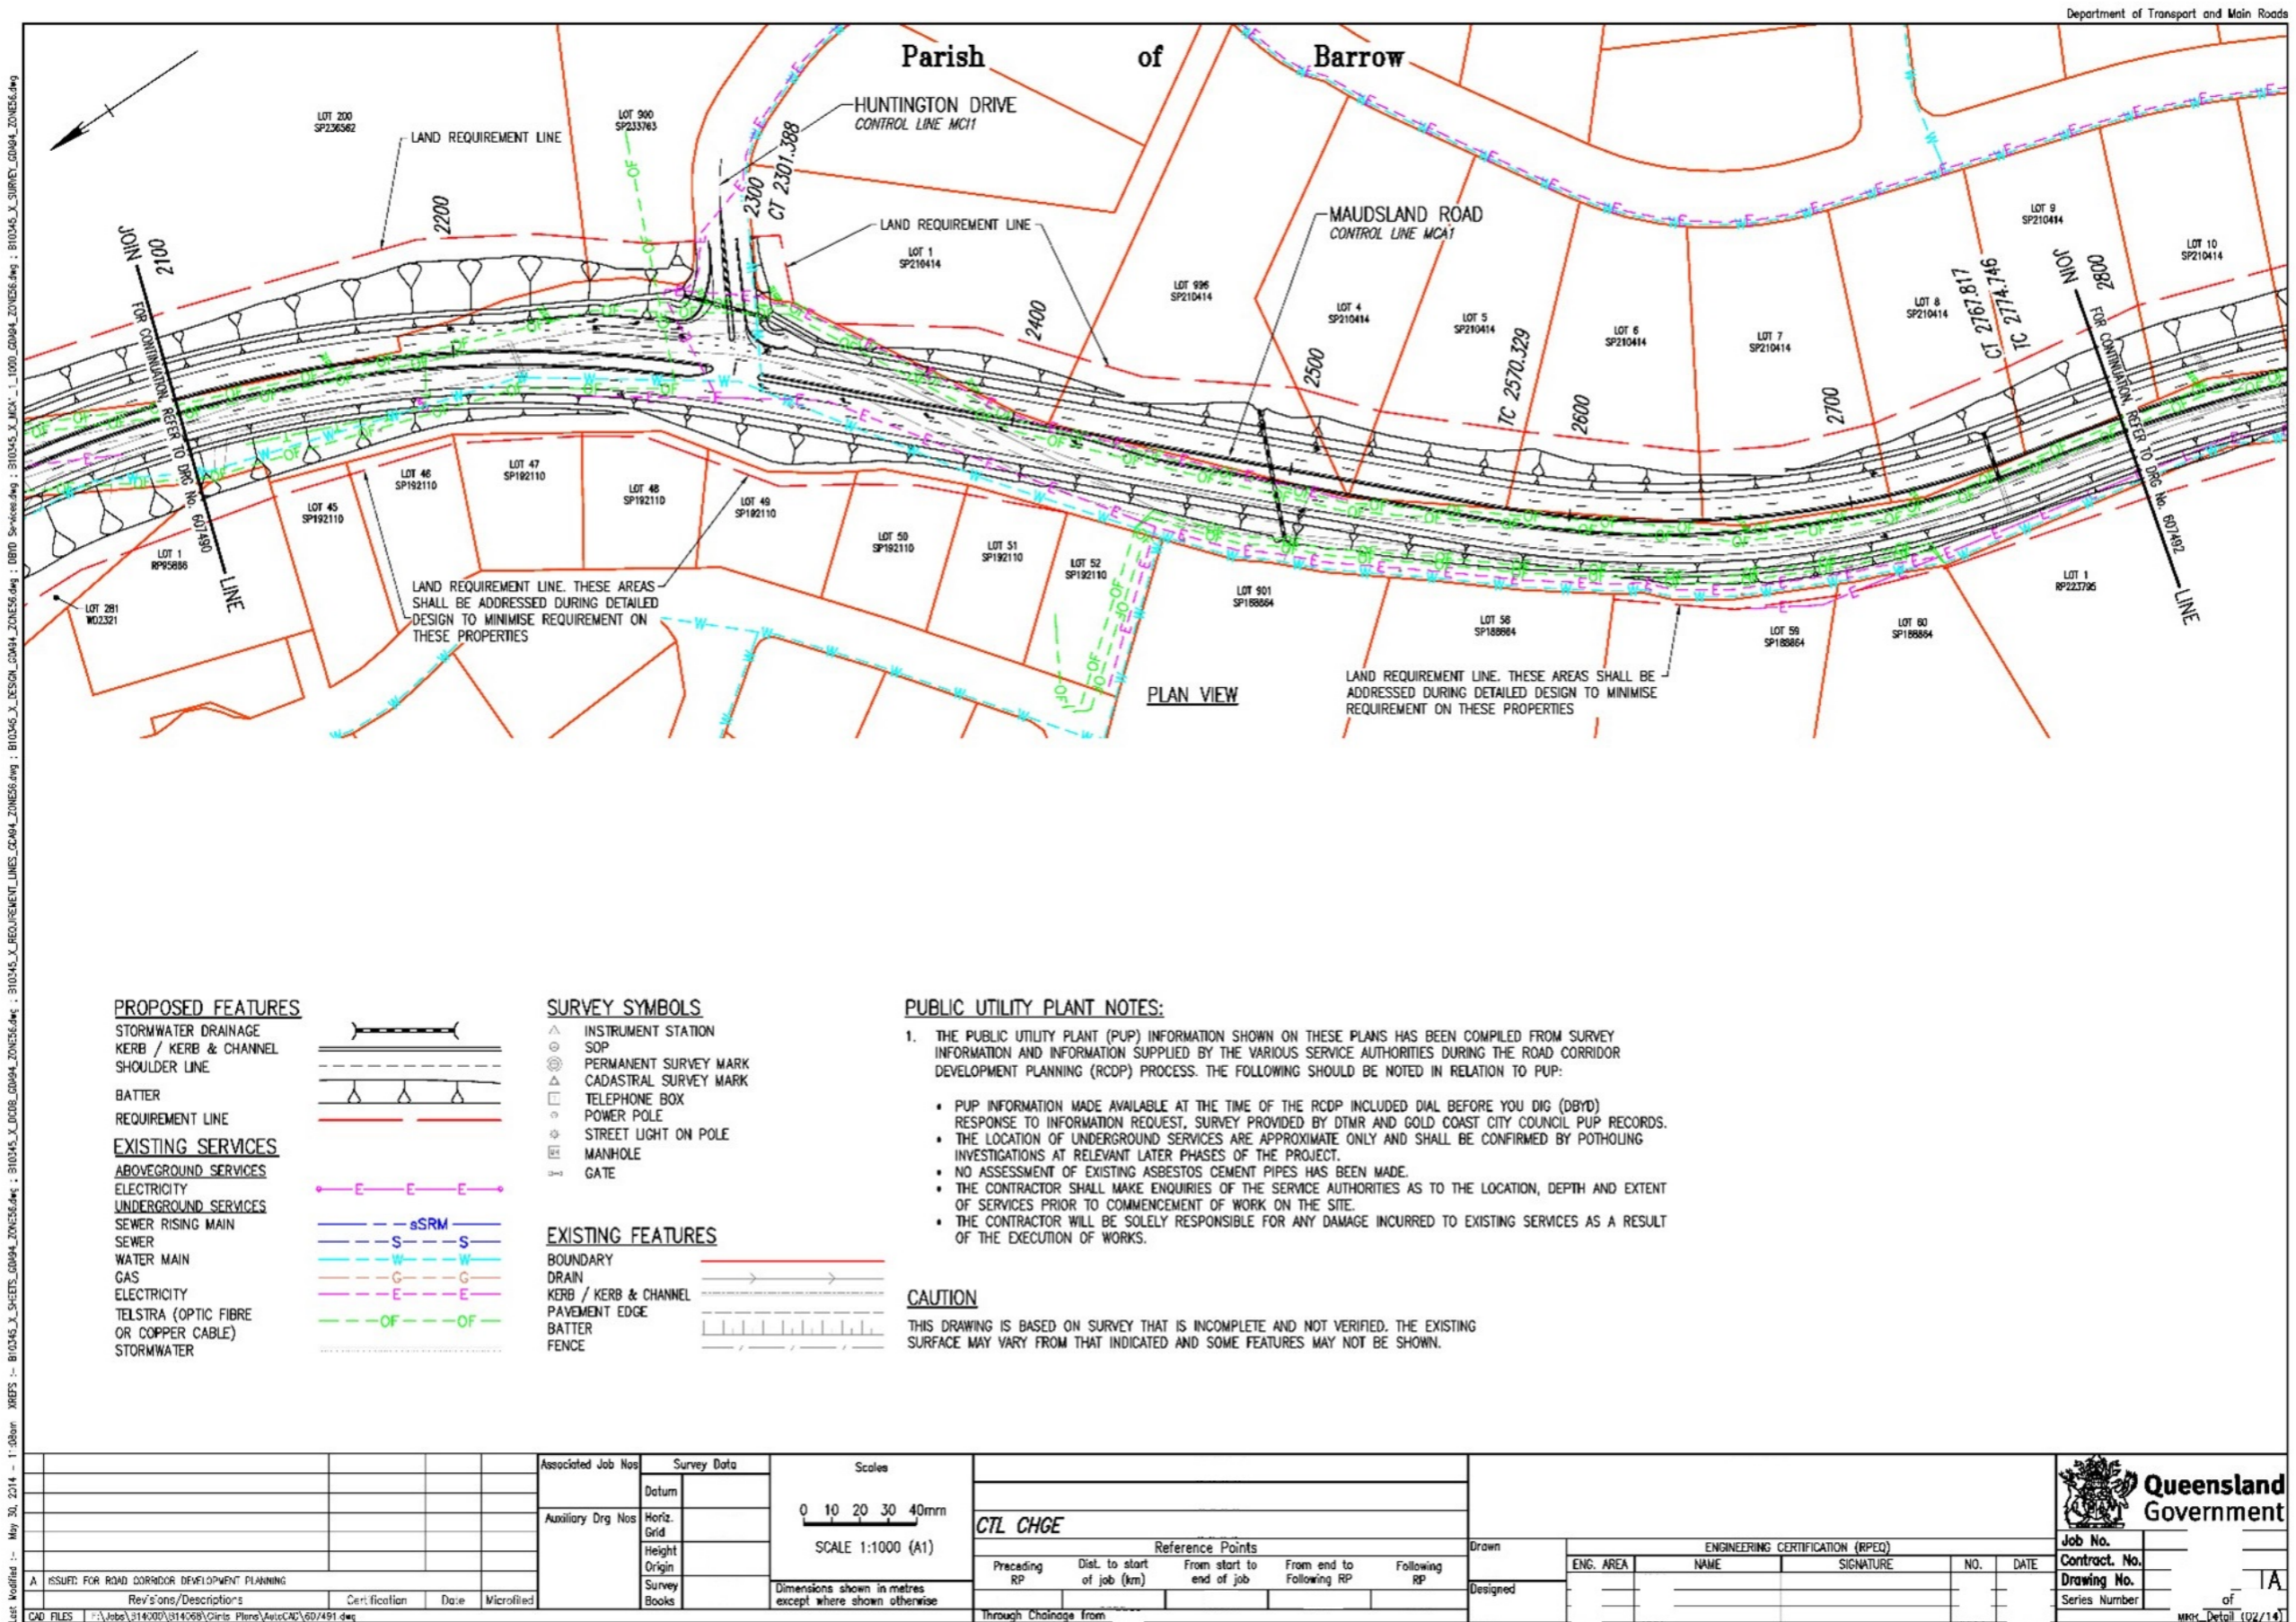 Department of Transport and Main Roads
Parish of Barrow
HUNTINGTON DRIVE
CONTROL LINE MCI1
LOT 200
SP236562
LOT 900
SP233763
LAND REQUIREMENT LINE
2200
2300
CT 2301.388
LAND REQUIREMENT LINE
LOT 1
SP210414
MAUDSLAND ROAD
CONTROL LINE MCA1
LOT 9
SP210414
LOT 10
SP210414
JOIN
2100
FOR CONTINUATION REFER TO DRG No. 607490
LINE
LOT 996
SP210414
LOT 4
SP210414
LOT 5
SP210414
LOT 6
SP210414
LOT 7
SP210414
LOT 8
SP210414
2400
2500
TC 2570.329
2600
2700
CT 2767.817
TC 2774.746
JOIN
2800
FOR CONTINUATION REFER TO DRG No. 607492
LINE
LOT 45
SP192110
LOT 46
SP192110
LOT 47
SP192110
LOT 48
SP192110
LOT 49
SP192110
LOT 50
SP192110
LOT 51
SP192110
LOT 52
SP192110
LOT 1
RP95888
LOT 281
WD2321
LOT 901
SP188864
LOT 58
SP188864
LOT 59
SP188864
LOT 60
SP188864
LOT 1
RP223795
LAND REQUIREMENT LINE. THESE AREAS
SHALL BE ADDRESSED DURING DETAILED
DESIGN TO MINIMISE REQUIREMENT ON
THESE PROPERTIES
PLAN VIEW
LAND REQUIREMENT LINE. THESE AREAS SHALL BE
ADDRESSED DURING DETAILED DESIGN TO MINIMISE
REQUIREMENT ON THESE PROPERTIES
PROPOSED FEATURES
STORMWATER DRAINAGE
KERB / KERB & CHANNEL
SHOULDER LINE
BATTER
REQUIREMENT LINE
EXISTING SERVICES
ABOVEGROUND SERVICES
ELECTRICITY E E E
UNDERGROUND SERVICES
SEWER RISING MAIN sSRM
SEWER S S
WATER MAIN W W
GAS G G
ELECTRICITY E E
TELSTRA (OPTIC FIBRE OF OF
OR COPPER CABLE)
STORMWATER
SURVEY SYMBOLS
INSTRUMENT STATION
SOP
PERMANENT SURVEY MARK
CADASTRAL SURVEY MARK
TELEPHONE BOX
POWER POLE
STREET LIGHT ON POLE
MANHOLE
GATE
EXISTING FEATURES
BOUNDARY
DRAIN
KERB / KERB & CHANNEL
PAVEMENT EDGE
BATTER
FENCE
PUBLIC UTILITY PLANT NOTES:
1. THE PUBLIC UTILITY PLANT (PUP) INFORMATION SHOWN ON THESE PLANS HAS BEEN COMPILED FROM SURVEY
INFORMATION AND INFORMATION SUPPLIED BY THE VARIOUS SERVICE AUTHORITIES DURING THE ROAD CORRIDOR
DEVELOPMENT PLANNING (RCDP) PROCESS. THE FOLLOWING SHOULD BE NOTED IN RELATION TO PUP:
• PUP INFORMATION MADE AVAILABLE AT THE TIME OF THE RCDP INCLUDED DIAL BEFORE YOU DIG (DBYD)
RESPONSE TO INFORMATION REQUEST, SURVEY PROVIDED BY DTMR AND GOLD COAST CITY COUNCIL PUP RECORDS.
• THE LOCATION OF UNDERGROUND SERVICES ARE APPROXIMATE ONLY AND SHALL BE CONFIRMED BY POTHOLING
INVESTIGATIONS AT RELEVANT LATER PHASES OF THE PROJECT.
• NO ASSESSMENT OF EXISTING ASBESTOS CEMENT PIPES HAS BEEN MADE.
• THE CONTRACTOR SHALL MAKE ENQUIRIES OF THE SERVICE AUTHORITIES AS TO THE LOCATION, DEPTH AND EXTENT
OF SERVICES PRIOR TO COMMENCEMENT OF WORK ON THE SITE.
• THE CONTRACTOR WILL BE SOLELY RESPONSIBLE FOR ANY DAMAGE INCURRED TO EXISTING SERVICES AS A RESULT
OF THE EXECUTION OF WORKS.
CAUTION
THIS DRAWING IS BASED ON SURVEY THAT IS INCOMPLETE AND NOT VERIFIED. THE EXISTING
SURFACE MAY VARY FROM THAT INDICATED AND SOME FEATURES MAY NOT BE SHOWN.
A ISSUED FOR ROAD CORRIDOR DEVELOPMENT PLANNING
Revisions/Descriptions Certification Date Microfilmed
CAD FILES F:\Jobs\B14000\B14068\Clints Plans\AutoCAD\607491.dwg
Associated Job Nos
Auxiliary Drg Nos
Survey Data
Datum
Horiz.
Grid
Height
Origin
Survey
Books
Scales
0 10 20 30 40mm
SCALE 1:1000 (A1)
Dimensions shown in metres
except where shown otherwise
CTL CHGE
Reference Points
Preceding
RP
Dist. to start
of job (km)
From start to
end of job
From end to
Following RP
Following
RP
Through Chainage from
Drawn
Designed
ENGINEERING CERTIFICATION (RPEQ)
ENG. AREA NAME SIGNATURE NO. DATE
Queensland
Government
Job No.
Contract. No.
Drawing No. A
Series Number of
Detail (02/14)